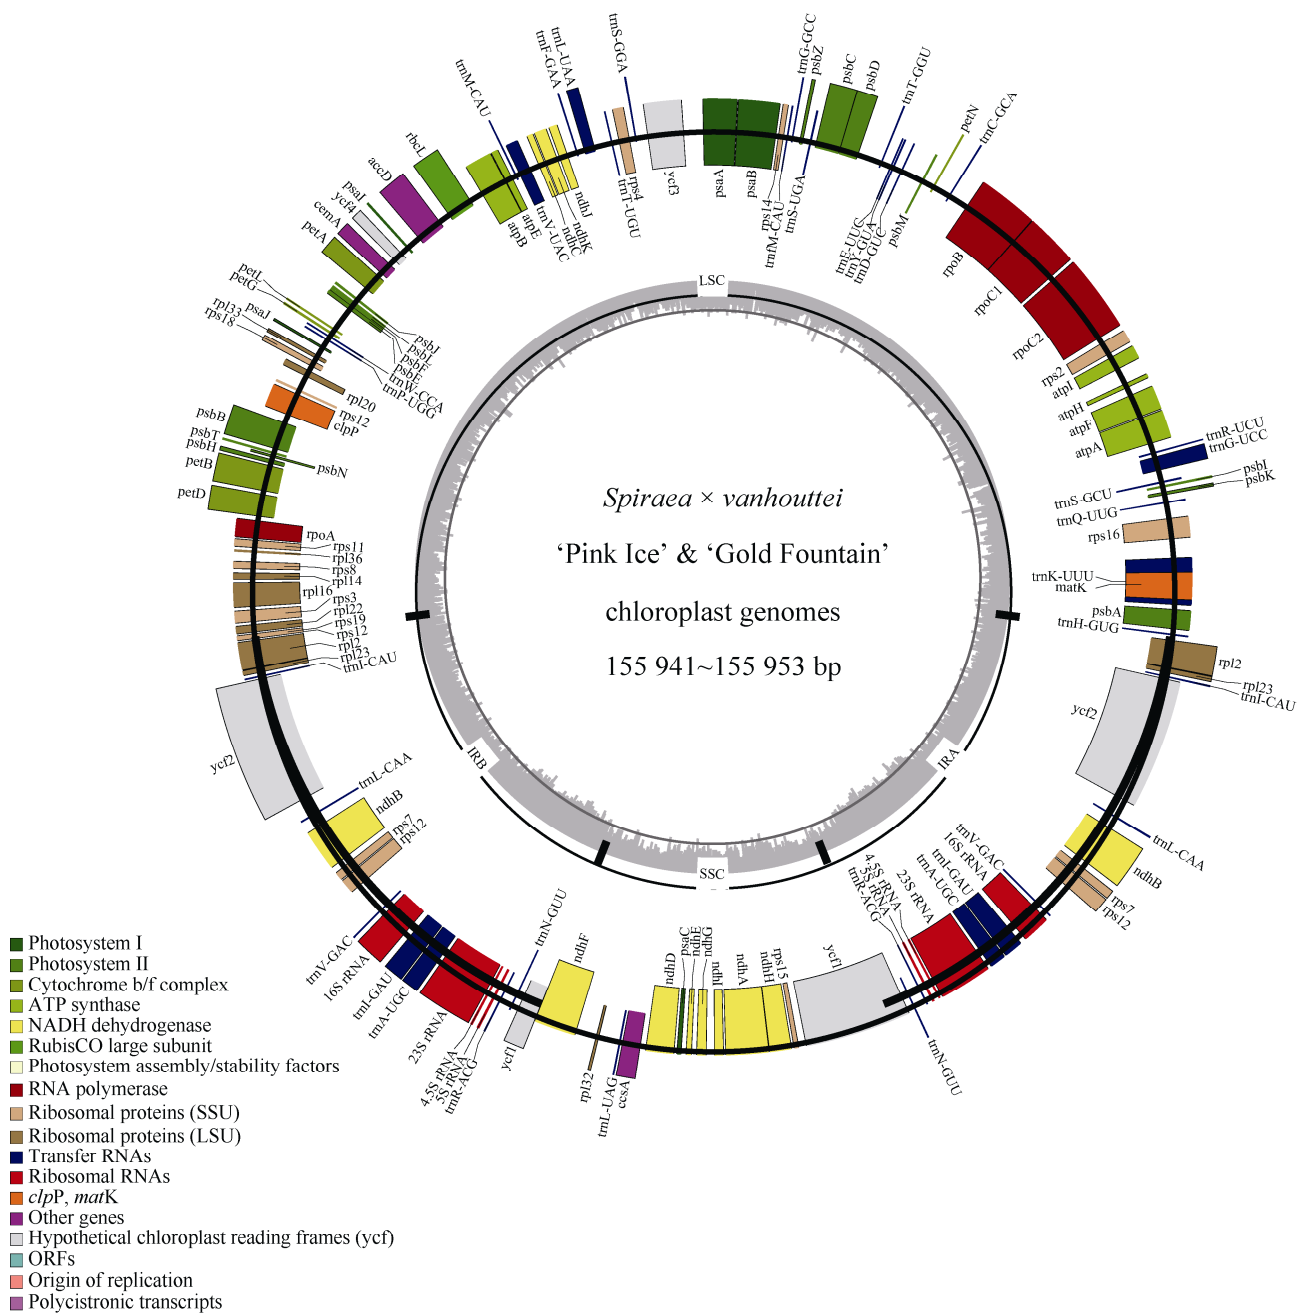 trnS-GGA
trnL-UAA
trnF-GAA
trnM-CAU
rbcL
accD
psaI
ycf4
cemA
petA
petL
petG
psaJ
rpl33
rps18
psbB
psbT
psbH
petB
petD
trnG-GCC
psbZ
psbC
psbD
trnT-GGU
petN
trnC-GCA
atpB
atpE
trnV-UAC
ndhC
ndhK
ndhJ
trnT-UGU
rps4
ycf3
psaA
psaB
rps14
trnfM-CAU
trnS-UGA
trnE-UUC
trnY-GUA
trnD-GUC
psbM
rpoB
rpoC1
rpoC2
rps2
atpI
atpH
atpF
atpA
trnR-UCU
trnG-UCC
trnS-GCU
psbI
psbK
trnQ-UUG
rps16
trnK-UUU
matK
psbA
trnH-GUG
rpl2
rpl23
trnI-CAU
ycf2
psbJ
psbL
psbF
psbE
trnW-CCA
trnP-UGG
rpl20
rps12
clpP
psbN
rpoA
rps11
rpl36
rps8
rpl14
rpl16
rps3
rpl22
rps19
rps12
rpl2
rpl23
trnI-CAU
ycf2
LSC
Spiraea × vanhouttei
‘Pink Ice’ & ‘Gold Fountain’
chloroplast genomes
155 941~155 953 bp
IRB
IRA
SSC
trnL-CAA
ndhB
rps7
rps12
trnV-GAC
16S rRNA
trnI-GAU
trnA-UGC
23S rRNA
4.5S rRNA
5S rRNA
trnR-ACG
trnN-GUU
ycf1
ndhF
rpl32
trnL-UAG
ccsA
ndhD
psaC
ndhE
ndhG
ndhI
ndhA
ndhH
rps15
ycf1
trnN-GUU
trnR-ACG
5S rRNA
4.5S rRNA
23S rRNA
trnA-UGC
trnI-GAU
16S rRNA
trnV-GAC
trnL-CAA
ndhB
rps7
rps12
Photosystem I
Photosystem II
Cytochrome b/f complex
ATP synthase
NADH dehydrogenase
RubisCO large subunit
Photosystem assembly/stability factors
RNA polymerase
Ribosomal proteins (SSU)
Ribosomal proteins (LSU)
Transfer RNAs
Ribosomal RNAs
clpP, matK
Other genes
Hypothetical chloroplast reading frames (ycf)
ORFs
Origin of replication
Polycistronic transcripts